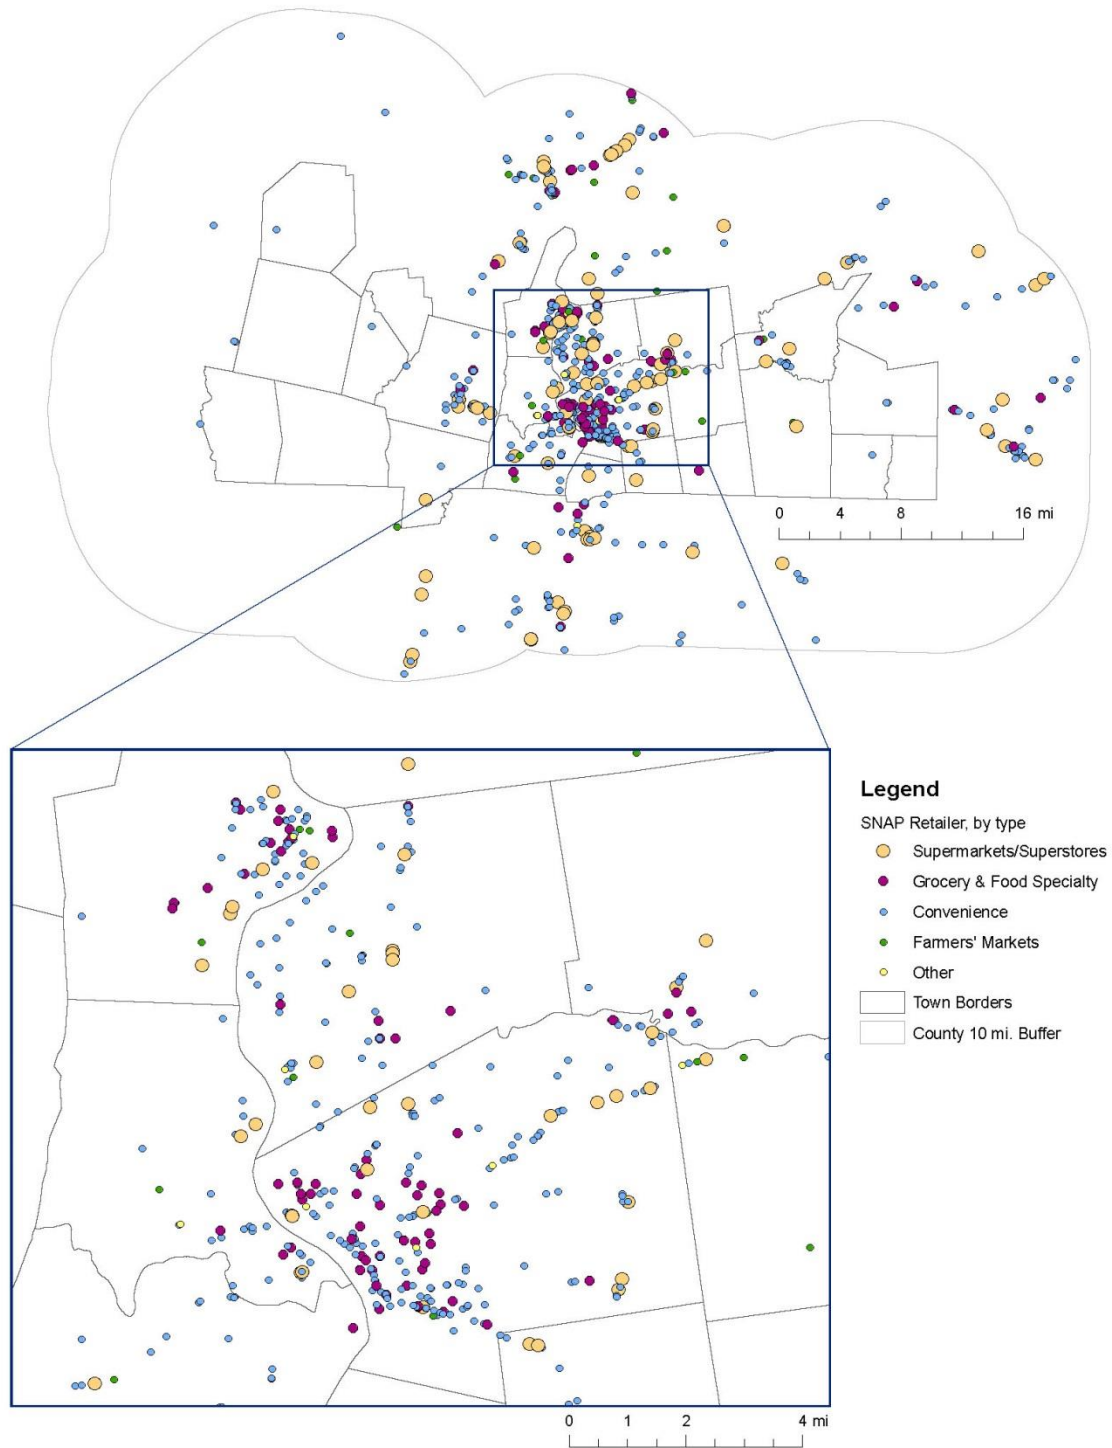 0 4 8 16 mi
Legend
SNAP Retailer, by type
Supermarkets/Superstores
Grocery & Food Specialty
Convenience
Farmers' Markets
Other
Town Borders
County 10 mi. Buffer
0 1 2 4 mi